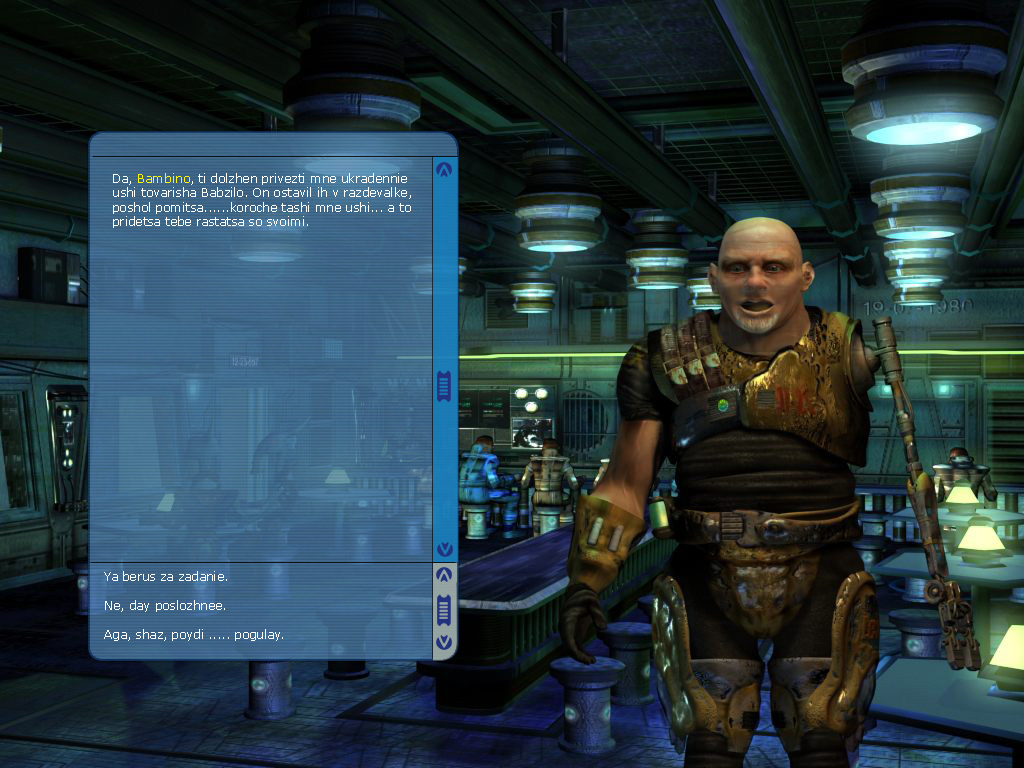 Da, Bambino, ti dolzhen privezti mne ukradennie
ushi tovarisha Babzilo. On ostavil ih v razdevalke,
poshol pomitsa......koroche tashi mne ushi... a to
pridetsa tebe rastatsa so svoimi.
Ya berus za zadanie.
Ne, day poslozhnee.
Aga, shaz, poydi ..... pogulay.